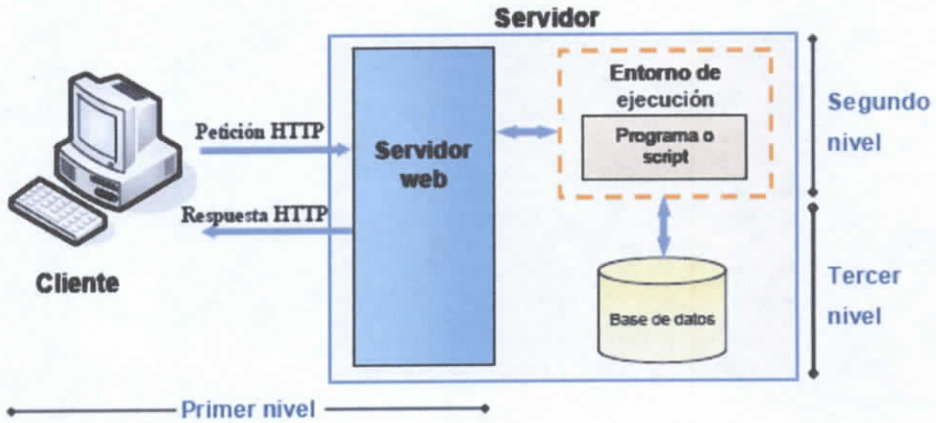 Servidor
Entorno de
ejecución
Programa o
script
Segundo
nivel
Petición HTTP
Servidor
web
Respuesta HTTP
Cliente
Base de datos
Tercer
nivel
Primer nivel